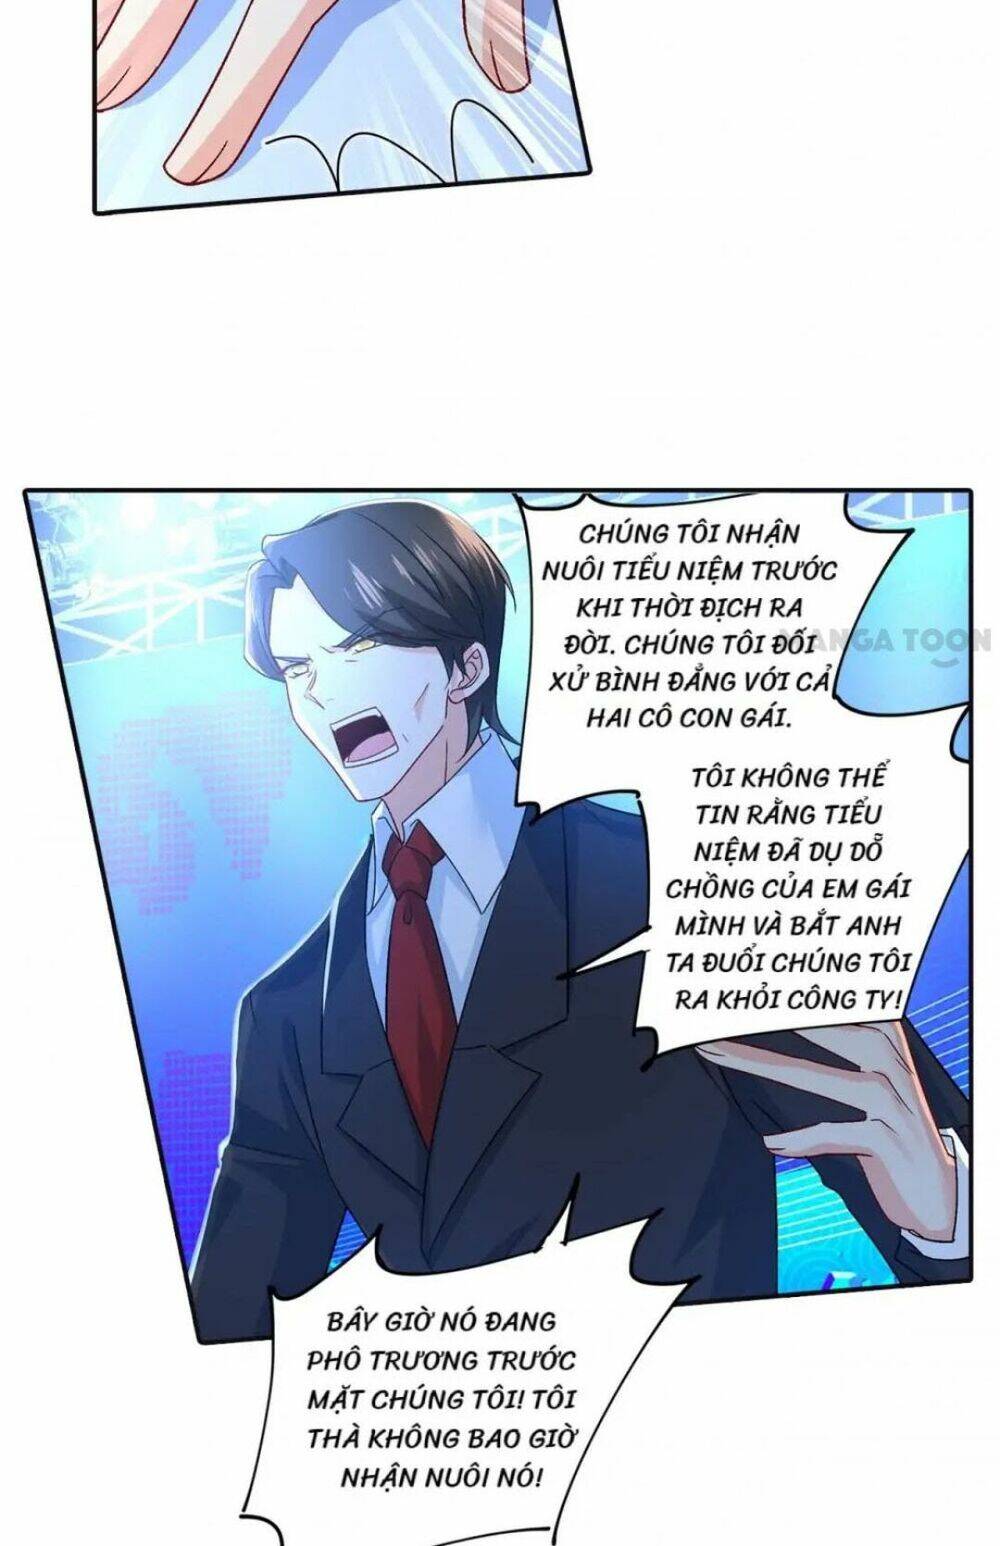 CHÚNG TÔI NHẬN
NUÔI TIỂU NIỆM TRƯỚC
KHI THỜI ĐỊCH RA
ĐỜI. CHÚNG TÔI ĐỐI
XỬ BÌNH ĐẲNG VỚI CẢ
HAI CÔ CON GÁI.
MANGA TOON
TÔI KHÔNG THỂ
TIN RẰNG TIỂU
NIỆM ĐÃ DỤ DỖ
CHỒNG CỦA EM GÁI
MÌNH VÀ BẮT ANH
TA ĐUỔI CHÚNG TÔI
RA KHỎI CÔNG TY!
BÂY GIỜ NÓ ĐANG
PHÔ TRƯƠNG TRƯỚC
MẶT CHÚNG TÔI! TÔI
THÀ KHÔNG BAO GIỜ
NHẬN NUÔI NÓ!